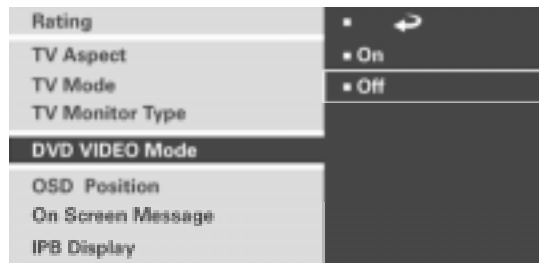 Rating
TV Aspect
On
TV Mode
Off
TV Monitor Type
DVD VIDEO Mode
OSD Position
On Screen Message
IPB Display